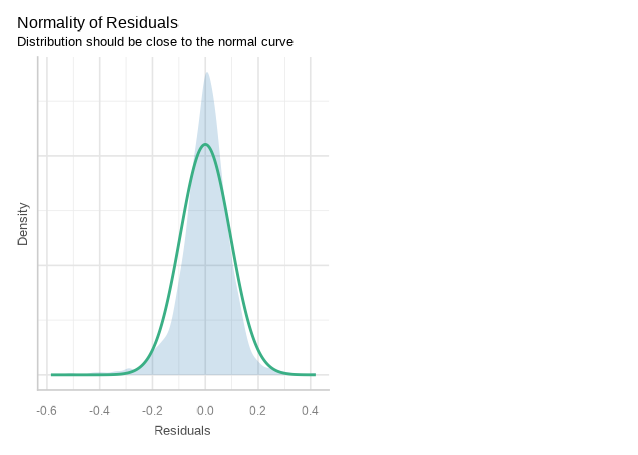 Normality of Residuals
Distribution should be close to the normal curve
Density
-0.6 -0.4 -0.2 0.0 0.2 0.4
Residuals